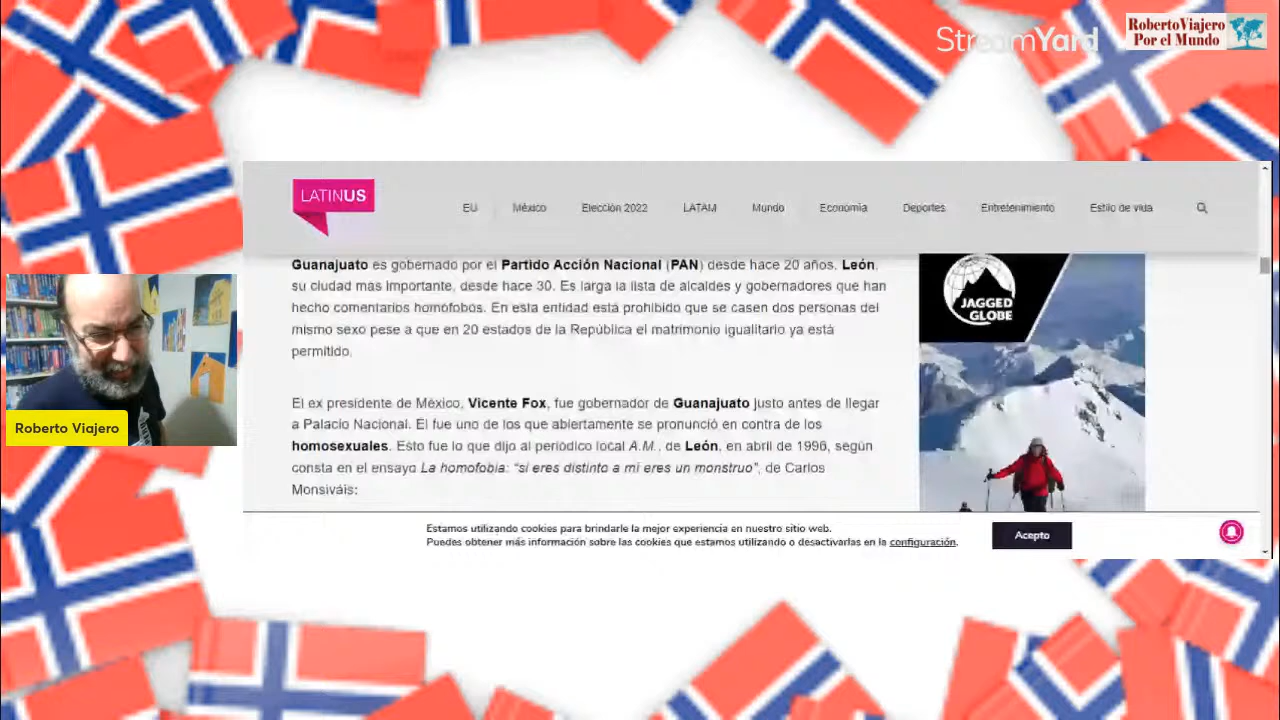 StreamYard
RobertoViajero
Por el Mundo
LATINUS
EU México Elección 2022 LATAM Mundo Economía Deportes Entretenimiento Estilo de vida
Guanajuato es gobernado por el Partido Acción Nacional (PAN) desde hace 20 años. León,
su ciudad más importante, desde hace 30. Es larga la lista de alcaldes y gobernadores que han
hecho comentarios homofobos. En esta entidad está prohibido que se casen dos personas del
mismo sexo pese a que en 20 estados de la República el matrimonio igualitario ya está
permitido.
JAGGED
GLOBE
El ex presidente de México, Vicente Fox, fue gobernador de Guanajuato justo antes de llegar
a Palacio Nacional. Él fue uno de los que abiertamente se pronunció en contra de los
homosexuales. Esto fue lo que dijo al periódico local A.M., de León, en abril de 1996, según
consta en el ensayo La homofobia: “si eres distinto a mi eres un monstruo”, de Carlos
Monsiváis:
Roberto Viajero
Estamos utilizando cookies para brindarle la mejor experiencia en nuestro sitio web.
Puedes obtener más información sobre las cookies que estamos utilizando o desactivarlas en la configuración.
Acepto